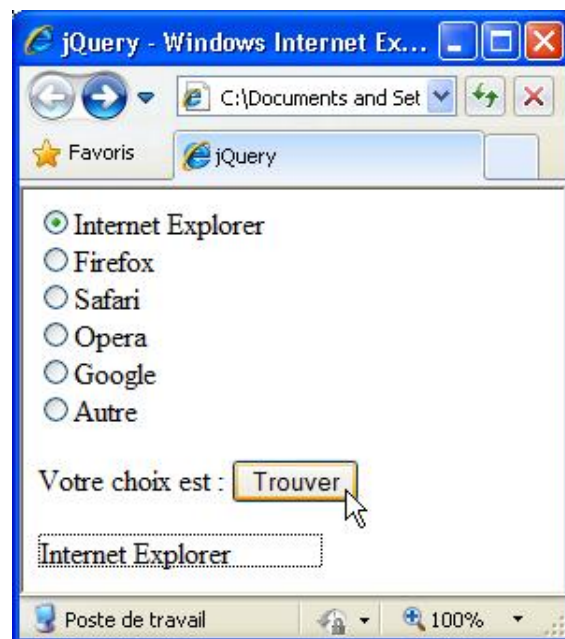 jQuery - Windows Internet Ex...
C:\Documents and Set
Favoris
jQuery
Internet Explorer
Firefox
Safari
Opera
Google
Autre
Votre choix est : Trouver
Internet Explorer
Poste de travail
100%